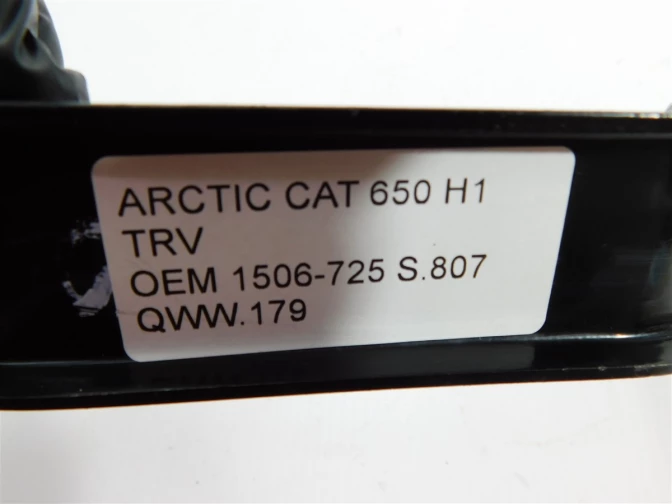 ARCTIC CAT 650 H1
TRV
OEM 1506-725 S.807
QWW.179